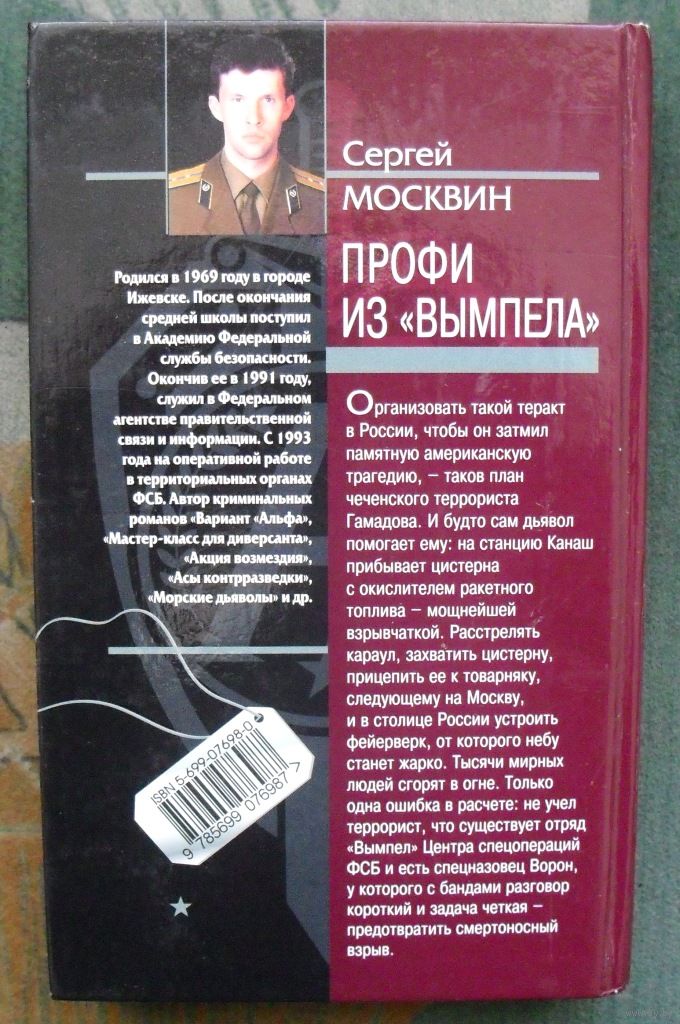 Сергей
МОСКВИН
ПРОФИ
ИЗ «ВЫМПЕЛА»
Родился в 1969 году в городе
Ижевске. После окончания
средней школы поступил
в Академию Федеральной
службы безопасности.
Окончив ее в 1991 году,
служил в Федеральном
агентстве правительственной
связи и информации. С 1993
года на оперативной работе
в территориальных органах
ФСБ. Автор криминальных
романов «Вариант «Альфа»,
«Мастер-класс для диверсанта»,
«Акция возмездия»,
«Асы контрразведки»,
«Морские дьяволы» и др.
Организовать такой теракт
в России, чтобы он затмил
памятную американскую
трагедию, – таков план
чеченского террориста
Гамадова. И будто сам дьявол
помогает ему: на станцию Канаш
прибывает цистерна
с окислителем ракетного
топлива – мощнейшей
взрывчаткой. Расстрелять
караул, захватить цистерну,
прицепить ее к товарняку,
следующему на Москву,
и в столице России устроить
фейерверк, от которого небу
станет жарко. Тысячи мирных
людей сгорят в огне. Только
одна ошибка в расчете: не учел
террорист, что существует отряд
«Вымпел» Центра спецопераций
ФСБ и есть спецназовец Ворон,
у которого с бандами разговор
короткий и задача четкая –
предотвратить смертоносный
взрыв.
ISBN 5-699-07698-0
9 785699 076987 >